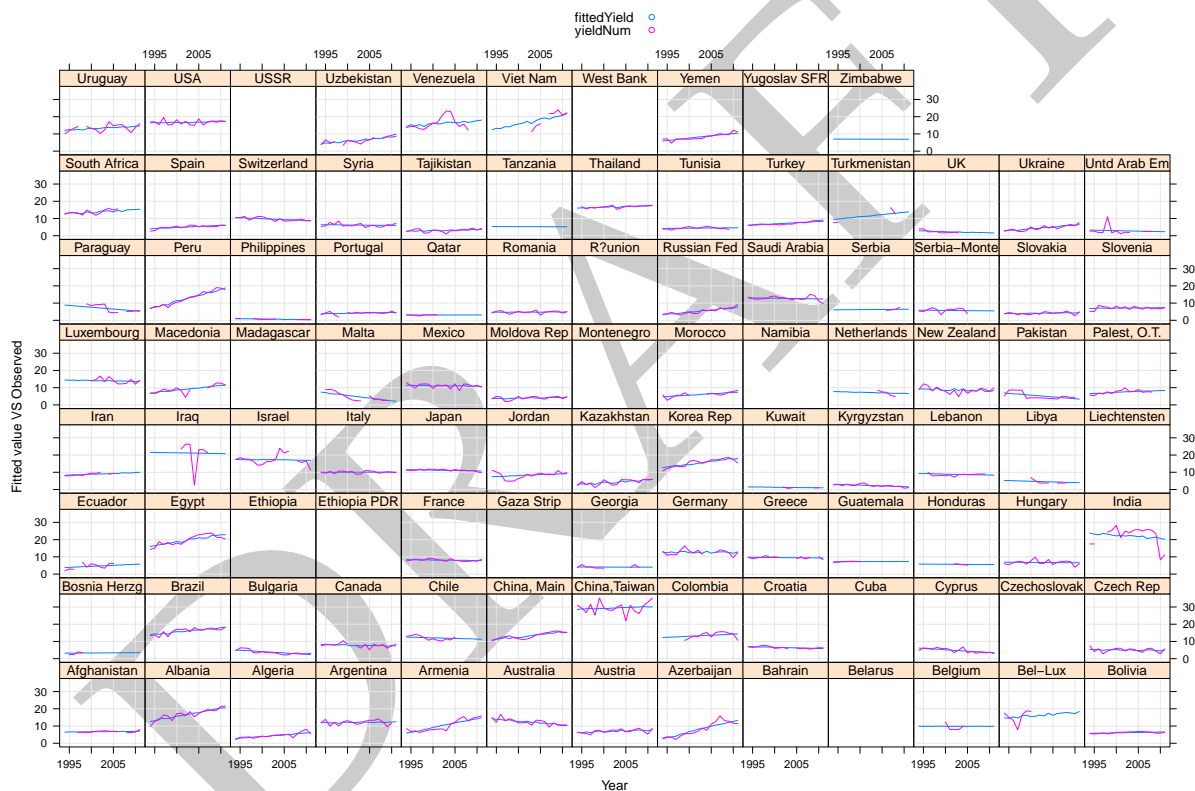 fittedYield
yieldNum
1995 2005 1995 2005 1995 2005 1995 2005 1995 2005
Uruguay USA USSR Uzbekistan Venezuela Viet Nam West Bank Yemen Yugoslav SFR Zimbabwe
0 10 20 30
South Africa Spain Switzerland Syria Tajikistan Tanzania Thailand Tunisia Turkey Turkmenistan UK Ukraine Untd Arab Em
0 10 20 30
Paraguay Peru Philippines Portugal Qatar Romania R?union Russian Fed Saudi Arabia Serbia Serbia−Monte Slovakia Slovenia
0 10 20 30
Luxembourg Macedonia Madagascar Malta Mexico Moldova Rep Montenegro Morocco Namibia Netherlands New Zealand Pakistan Palest, O.T.
0 10 20 30
Iran Iraq Israel Italy Japan Jordan Kazakhstan Korea Rep Kuwait Kyrgyzstan Lebanon Libya Liechtensten
0 10 20 30
Ecuador Egypt Ethiopia Ethiopia PDR France Gaza Strip Georgia Germany Greece Guatemala Honduras Hungary India
0 10 20 30
Bosnia Herzg Brazil Bulgaria Canada Chile China, Main China,Taiwan Colombia Croatia Cuba Cyprus Czechoslovak Czech Rep
0 10 20 30
Afghanistan Albania Algeria Argentina Armenia Australia Austria Azerbaijan Bahrain Belarus Belgium Bel−Lux Bolivia
0 10 20 30
1995 2005 1995 2005 1995 2005 1995 2005 1995 2005 1995 2005 1995 2005
Year
Fitted value VS Observed
DRAFT